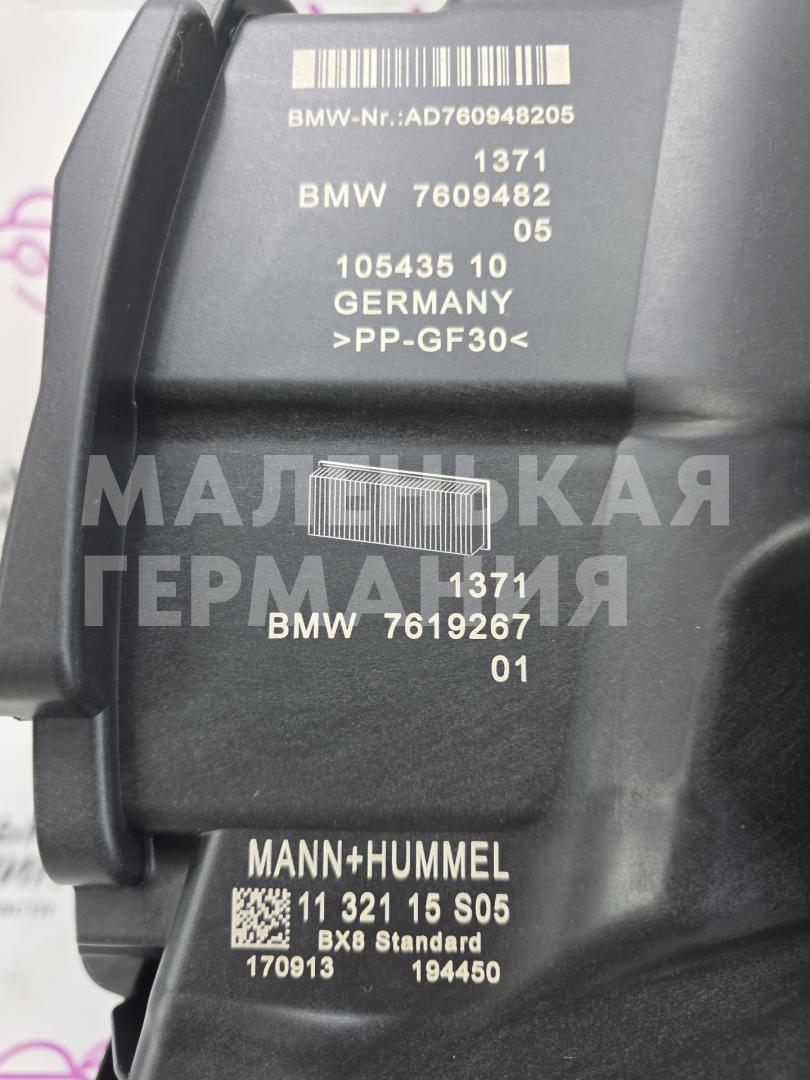 BMW-Nr.:AD760948205
1371
BMW 7609482
05
105435 10
GERMANY
>PP-GF30<
МАЛЕНЬКАЯ
ГЕРМАНИЯ
1371
BMW 7619267
01
MANN+HUMMEL
11 321 15 S05
BX8 Standard
170913 194450